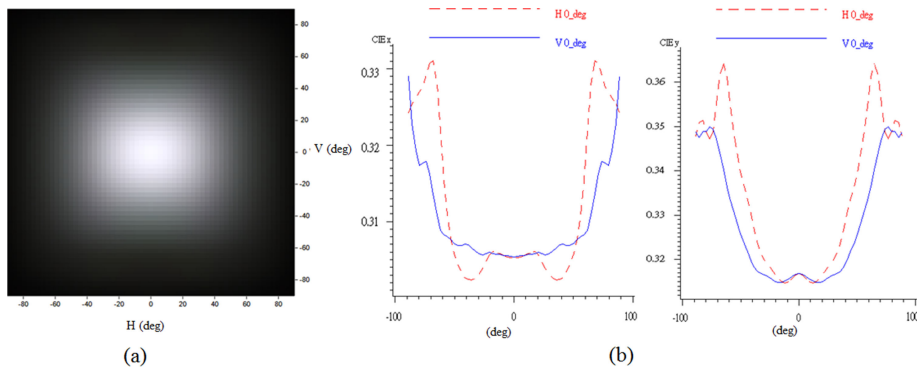 80
60
40
20
0
-20
-40
-60
-80
V (deg)
-80 -60 -40 -20 0 20 40 60 80
H (deg)
(a)
H 0_deg
V 0_deg
CIEx
0.33
0.32
0.31
-100 0 100
(deg)
H 0_deg
V 0_deg
CIEy
0.36
0.35
0.34
0.33
0.32
-100 0 100
(deg)
(b)